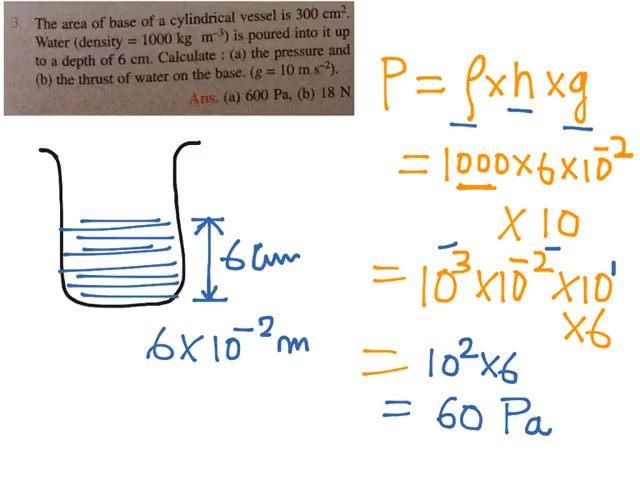 3. The area of base of a cylindrical vessel is 300 cm².
Water (density = 1000 kg m⁻³) is poured into it up
to a depth of 6 cm. Calculate : (a) the pressure and
(b) the thrust of water on the base. (g = 10 m s⁻²).
Ans. (a) 600 Pa, (b) 18 N
6 cm
6×10⁻² m
P = ρ×h×g
= 1000×6×10⁻²
×10
= 10³×10⁻²×10¹
×6
= 10²×6
= 60 Pa